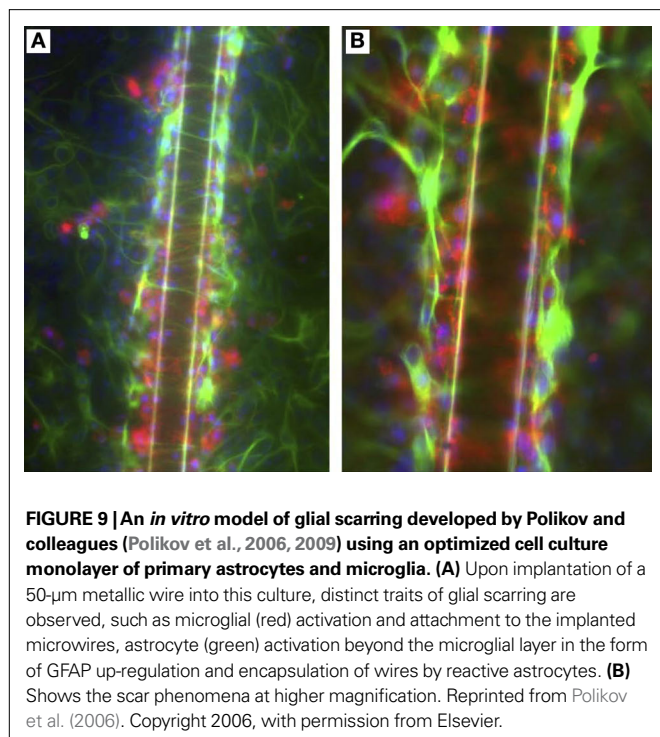 A
B
FIGURE 9 | An in vitro model of glial scarring developed by Polikov and
colleagues (Polikov et al., 2006, 2009) using an optimized cell culture
monolayer of primary astrocytes and microglia. (A) Upon implantation of a
50-μm metallic wire into this culture, distinct traits of glial scarring are
observed, such as microglial (red) activation and attachment to the implanted
microwires, astrocyte (green) activation beyond the microglial layer in the form
of GFAP up-regulation and encapsulation of wires by reactive astrocytes. (B)
Shows the scar phenomena at higher magnification. Reprinted from Polikov
et al. (2006). Copyright 2006, with permission from Elsevier.